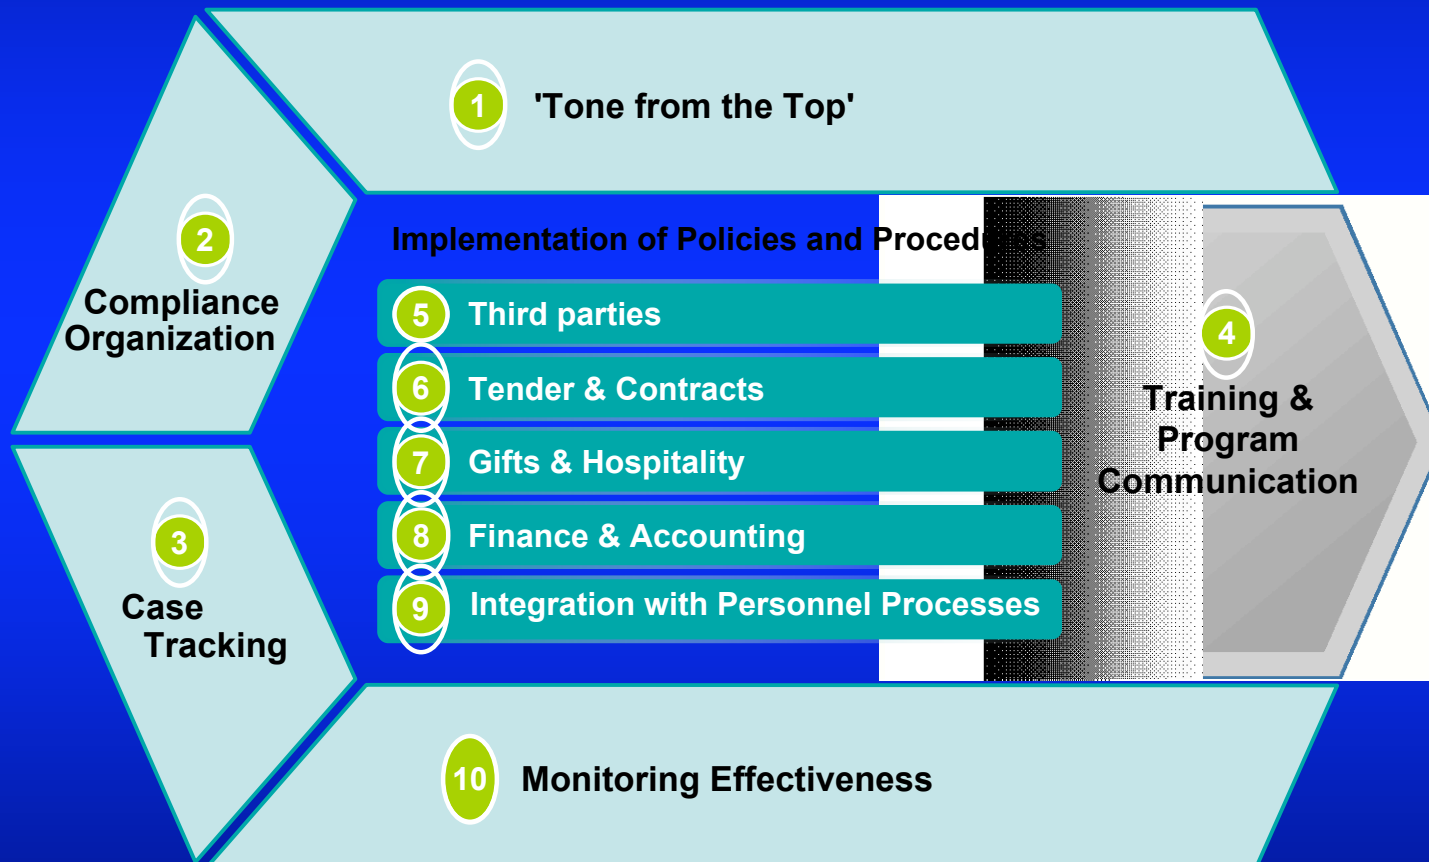 1 'Tone from the Top'
2
Compliance
Organization
3
Case
Tracking
Implementation of Policies and Procedures
5 Third parties
6 Tender & Contracts
7 Gifts & Hospitality
8 Finance & Accounting
9 Integration with Personnel Processes
4
Training &
Program
Communication
10 Monitoring Effectiveness